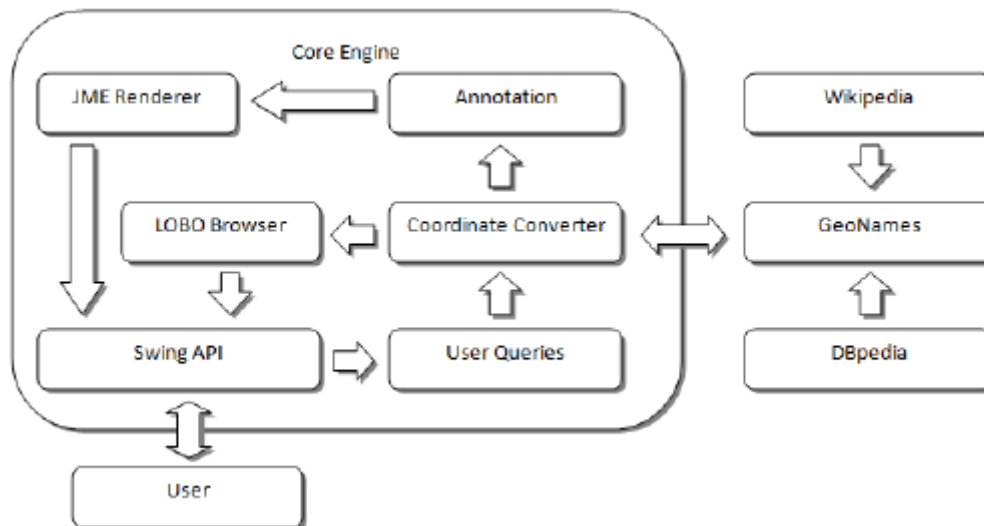 Core Engine
JME Renderer
Annotation
Wikipedia
LOBO Browser
Coordinate Converter
GeoNames
Swing API
User Queries
DBpedia
User